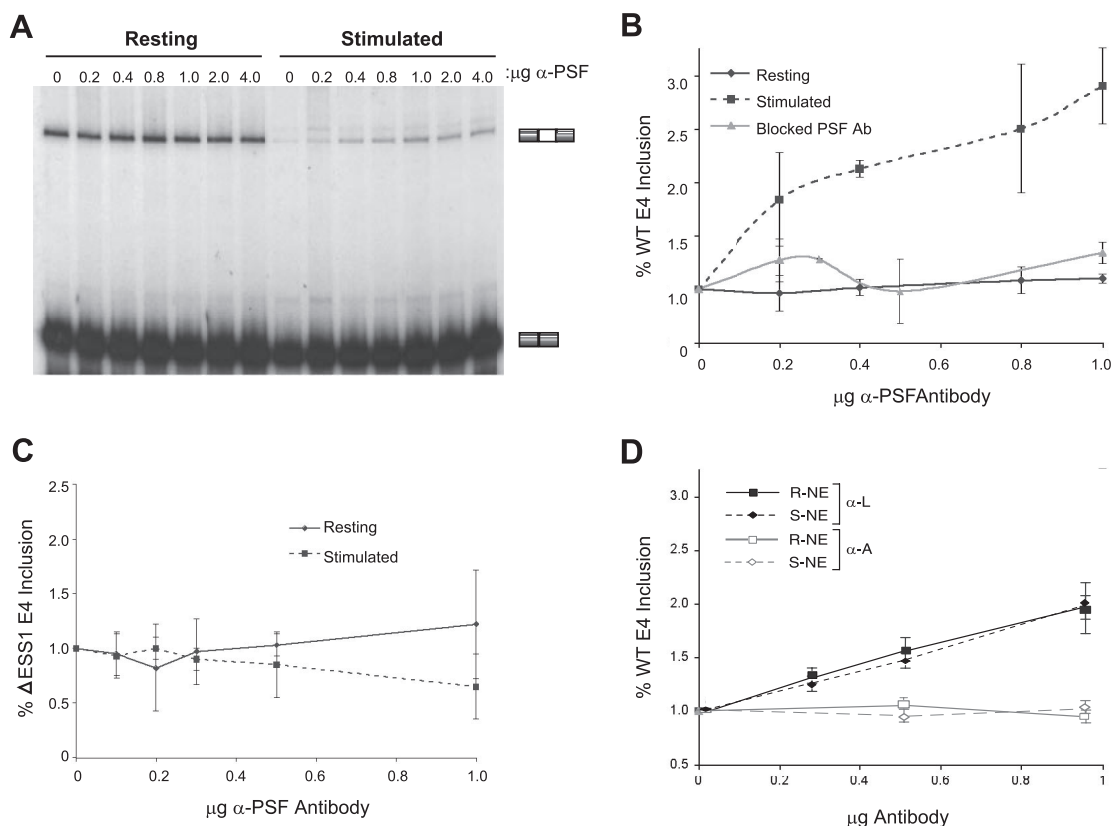 A
Resting Stimulated
0 0.2 0.4 0.8 1.0 2.0 4.0 0 0.2 0.4 0.8 1.0 2.0 4.0 :μg α-PSF
B
3.0
2.5
2.0
1.5
1.0
0
% WT E4 Inclusion
Resting
Stimulated
Blocked PSF Ab
0 0.2 0.4 0.6 0.8 1.0
μg α-PSFAntibody
C
2.5
2.0
1.5
1.0
0.5
0
% ΔESS1 E4 Inclusion
Resting
Stimulated
0 0.2 0.4 0.6 0.8 1.0
μg α-PSF Antibody
D
3.0
2.5
2.0
1.5
1.0
0.5
% WT E4 Inclusion
R-NE
S-NE
α-L
R-NE
S-NE
α-A
0 0.2 0.4 0.6 0.8 1
μg Antibody